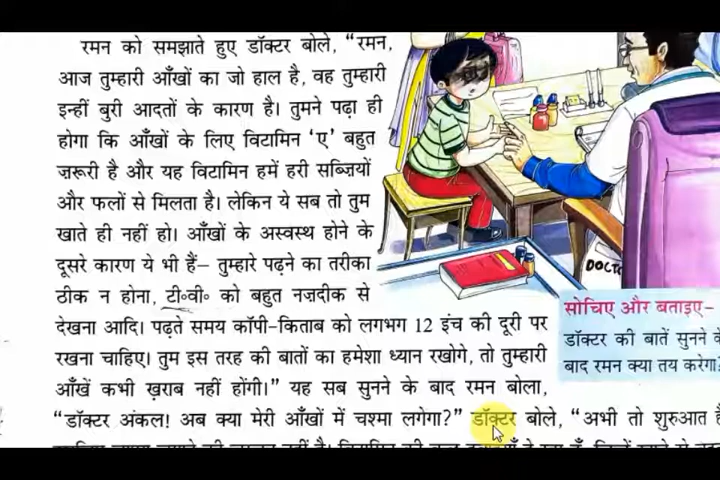 रमन को समझाते हुए डॉक्टर बोले, “रमन,
आज तुम्हारी आँखों का जो हाल है, वह तुम्हारी
इन्हीं बुरी आदतों के कारण है। तुमने पढ़ा ही
होगा कि आँखों के लिए विटामिन ‘ए’ बहुत
ज़रूरी है और यह विटामिन हमें हरी सब्ज़ियों
और फलों से मिलता है। लेकिन ये सब तो तुम
खाते ही नहीं हो। आँखों के अस्वस्थ होने के
दूसरे कारण ये भी हैं– तुम्हारे पढ़ने का तरीका
ठीक न होना, टी॰वी॰ को बहुत नज़दीक से
देखना आदि। पढ़ते समय कॉपी-किताब को लगभग 12 इंच की दूरी पर
रखना चाहिए। तुम इस तरह की बातों का हमेशा ध्यान रखोगे, तो तुम्हारी
आँखें कभी ख़राब नहीं होंगी।” यह सब सुनने के बाद रमन बोला,
“डॉक्टर अंकल! अब क्या मेरी आँखों में चश्मा लगेगा?” डॉक्टर बोले, “अभी तो शुरुआत है
DOCTO
सोचिए और बताइए–
डॉक्टर की बातें सुनने के
बाद रमन क्या तय करेगा?